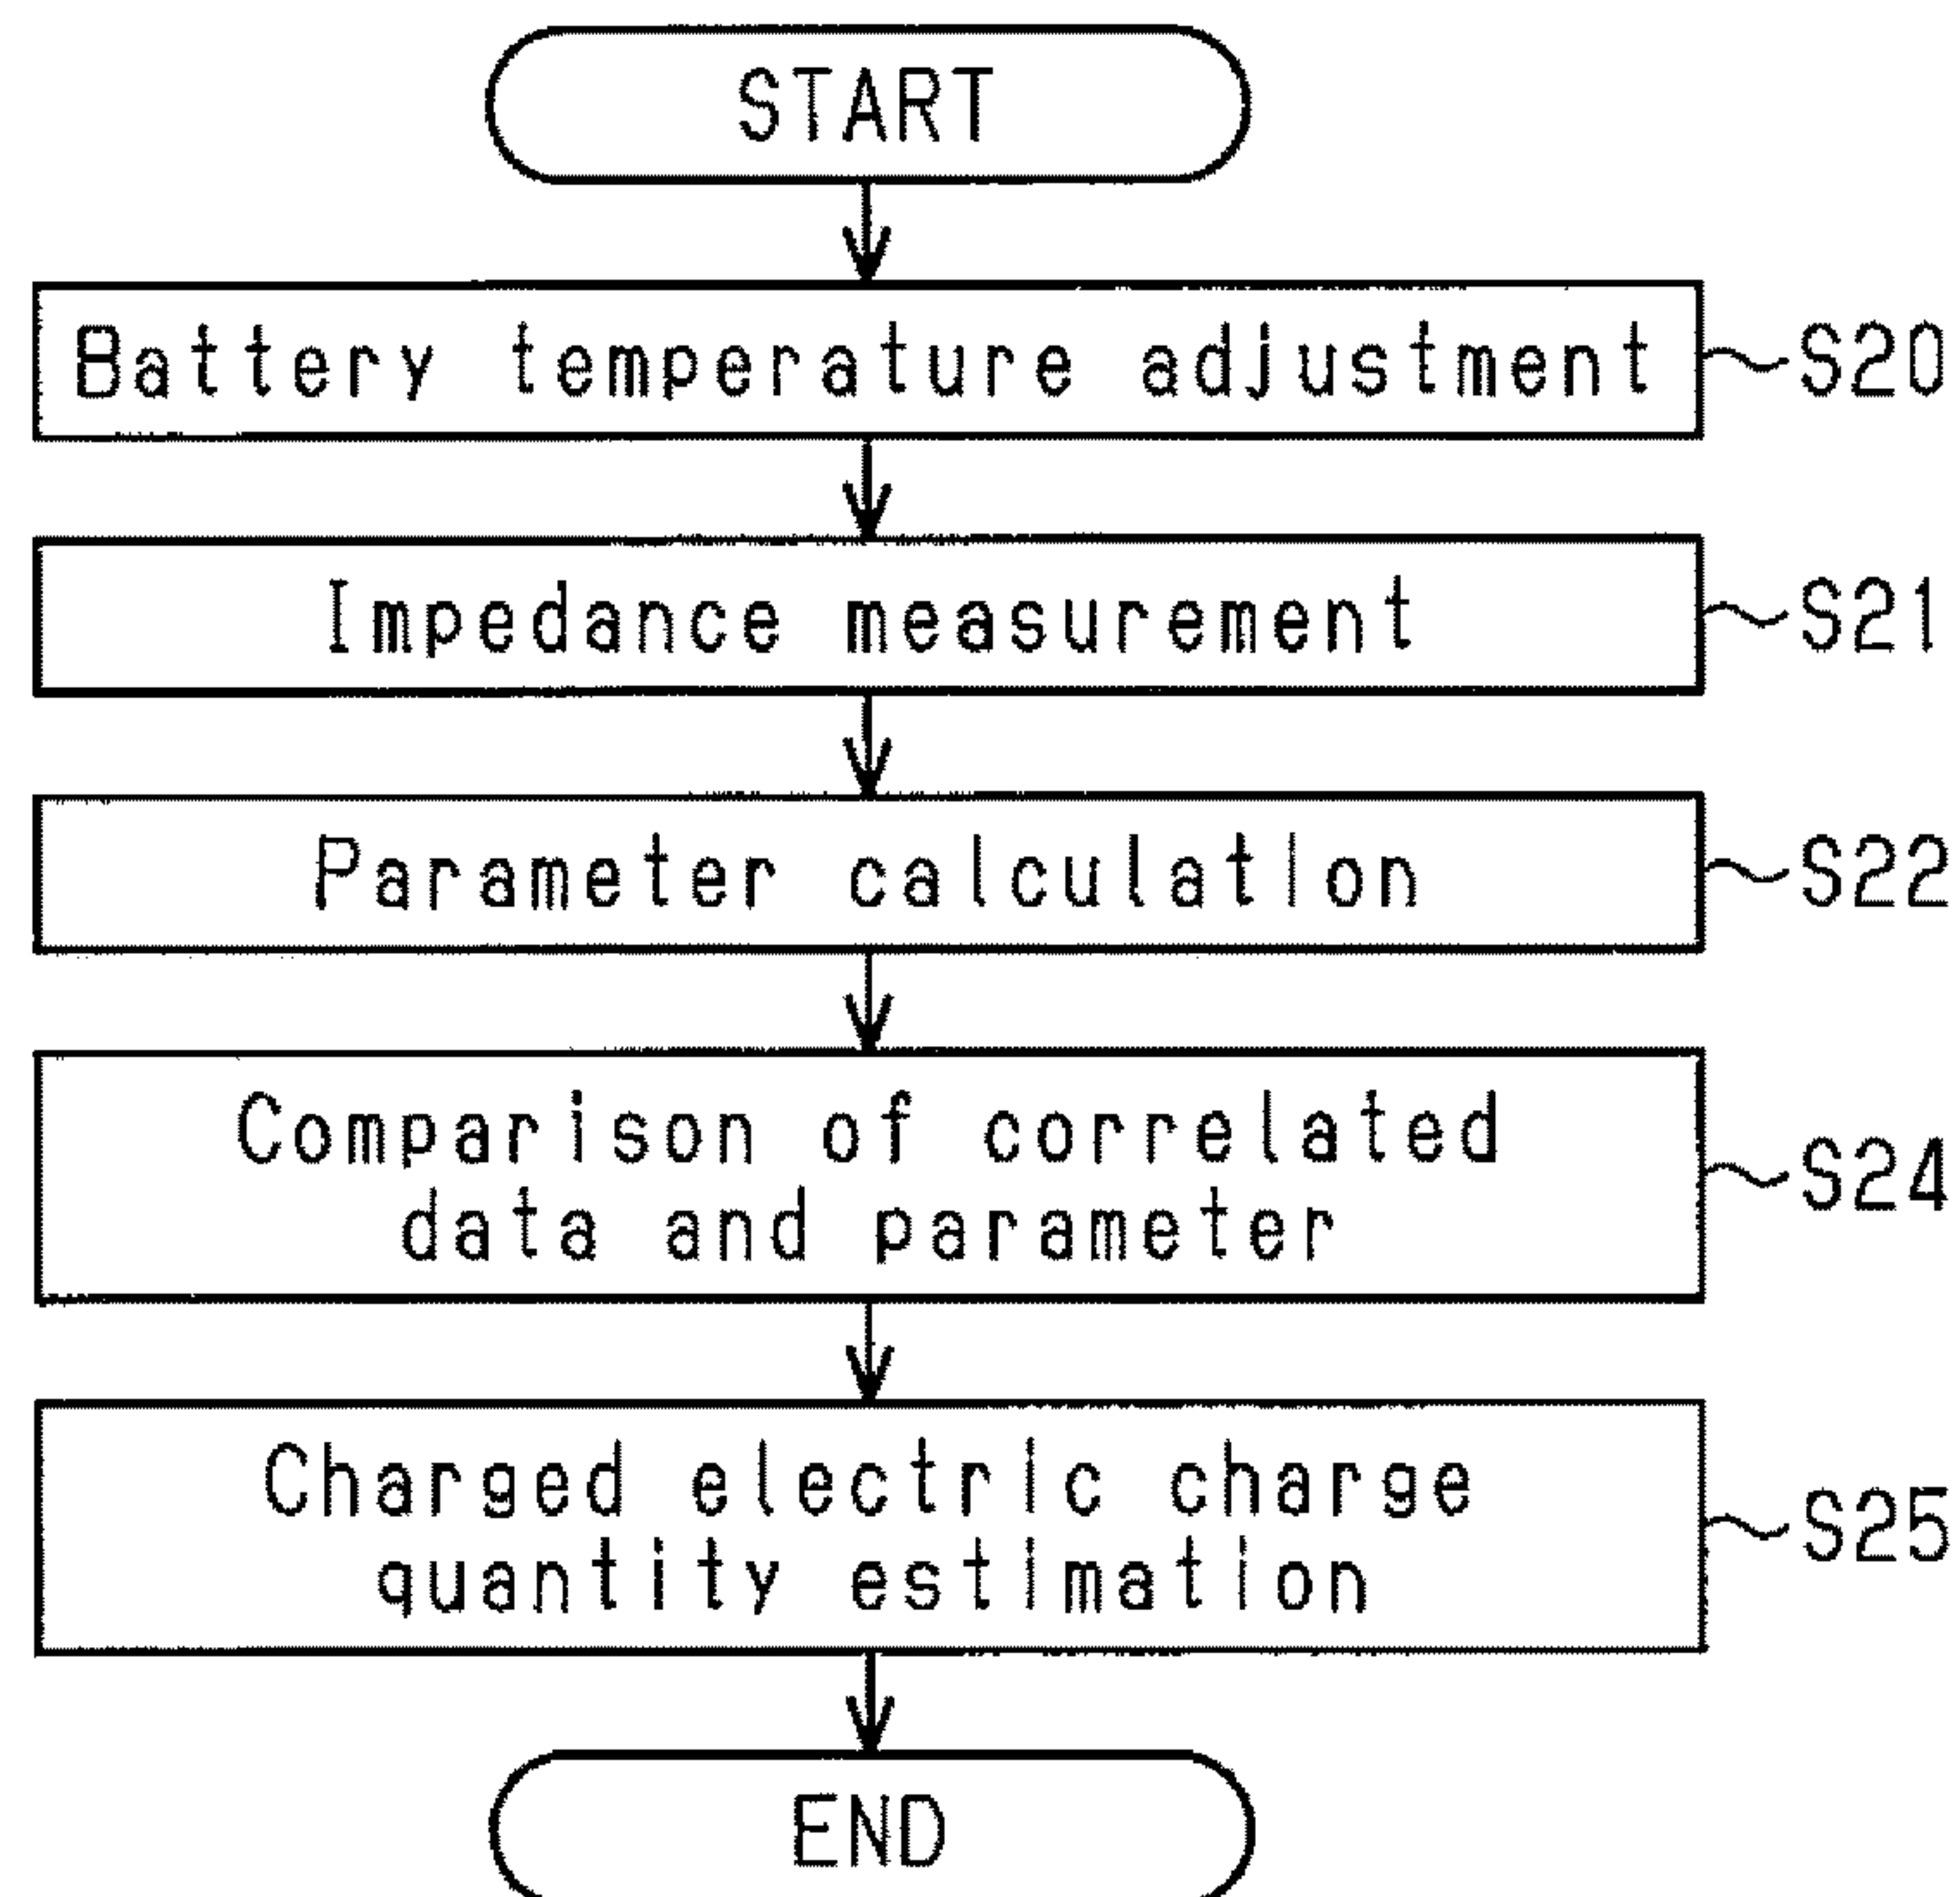 START
Battery temperature adjustment
S20
Impedance measurement
S21
Parameter calculation
S22
Comparison of correlated
data and parameter
S24
Charged electric charge
quantity estimation
S25
END